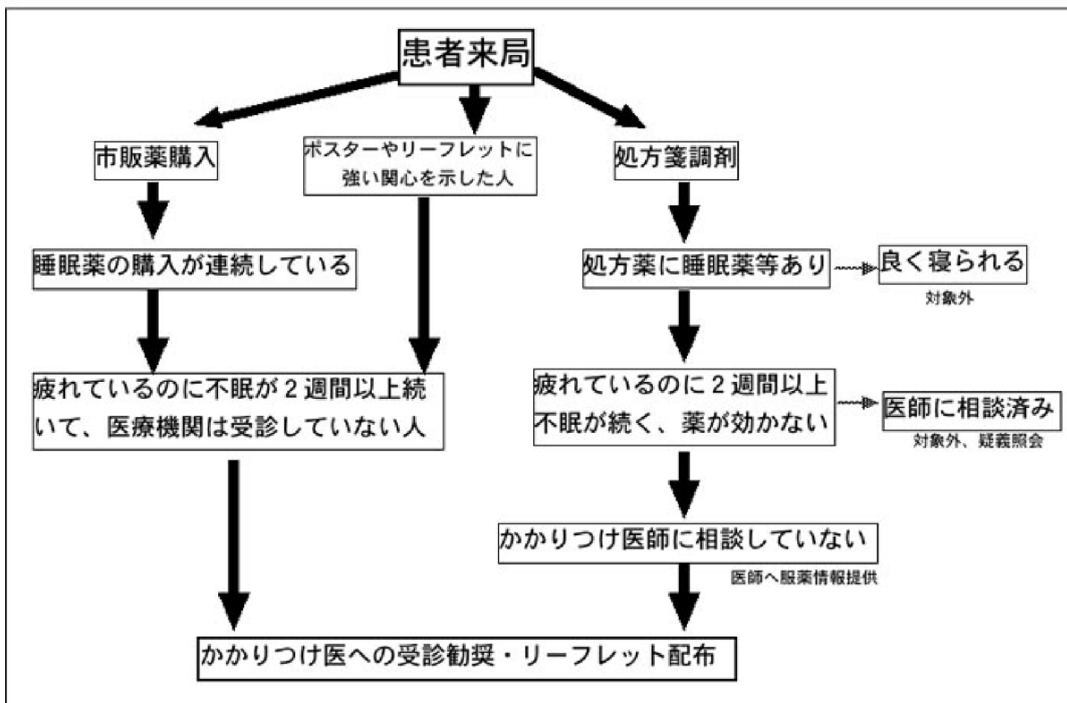 患者来局
市販薬購入
ポスターやリーフレットに
強い関心を示した人
処方箋調剤
睡眠薬の購入が連続している
処方薬に睡眠薬等あり
良く寝られる
対象外
疲れているのに不眠が２週間以上続
いて、医療機関は受診していない人
疲れているのに２週間以上
不眠が続く、薬が効かない
医師に相談済み
対象外、疑義照会
かかりつけ医師に相談していない
医師へ服薬情報提供
かかりつけ医への受診勧奨・リーフレット配布